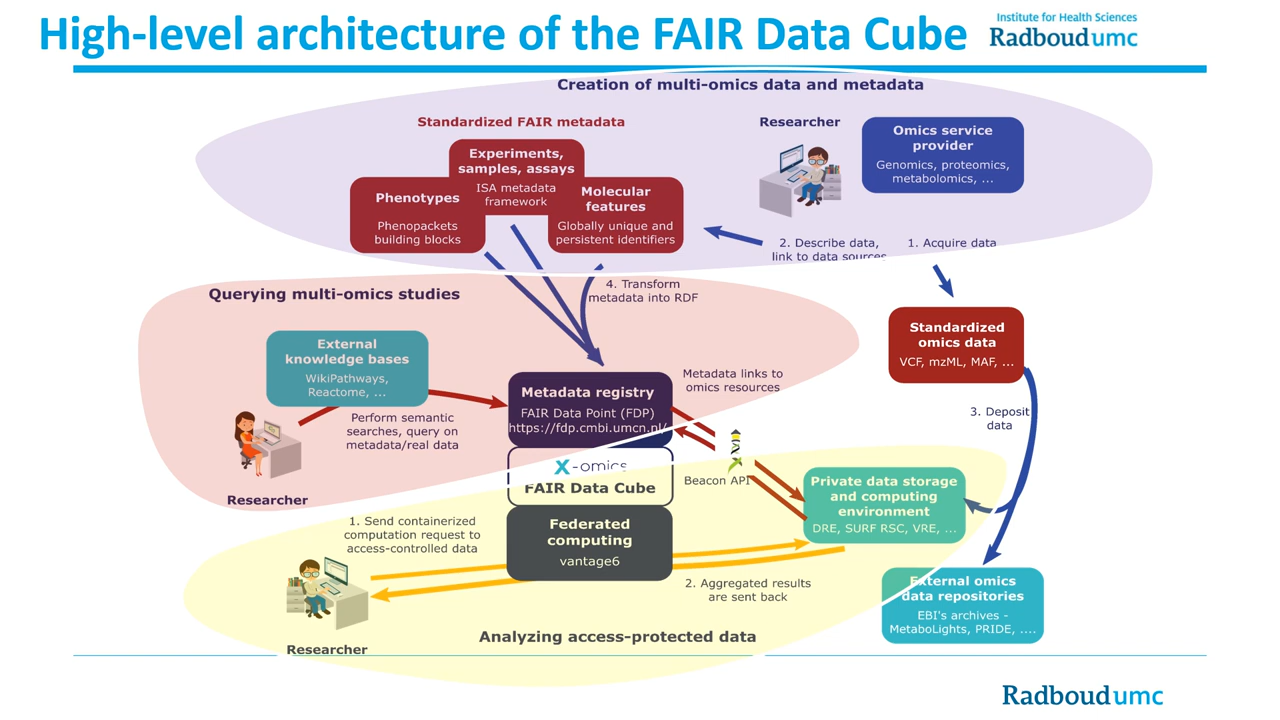 High-level architecture of the FAIR Data Cube
Institute for Health Sciences
Radboudumc
Creation of multi-omics data and metadata
Standardized FAIR metadata
Experiments,
samples, assays
ISA metadata
framework
Phenotypes
Phenopackets
building blocks
Molecular
features
Globally unique and
persistent identifiers
Researcher
Omics service
provider
Genomics, proteomics,
metabolomics, ...
2. Describe data,
link to data sources
1. Acquire data
4. Transform
metadata into RDF
Querying multi-omics studies
External
knowledge bases
WikiPathways,
Reactome, ...
Perform semantic
searches, query on
metadata/real data
Researcher
Metadata registry
FAIR Data Point (FDP)
https://fdp.cmbi.umcn.nl/
Metadata links to
omics resources
Standardized
omics data
VCF, mzML, MAF, ...
3. Deposit
data
X-omics
FAIR Data Cube
Beacon API
Private data storage
and computing
environment
DRE, SURF RSC, VRE, ...
1. Send containerized
computation request to
access-controlled data
Federated
computing
vantage6
2. Aggregated results
are sent back
External omics
data repositories
EBI's archives -
MetaboLights, PRIDE, ....
Analyzing access-protected data
Researcher
Radboudumc